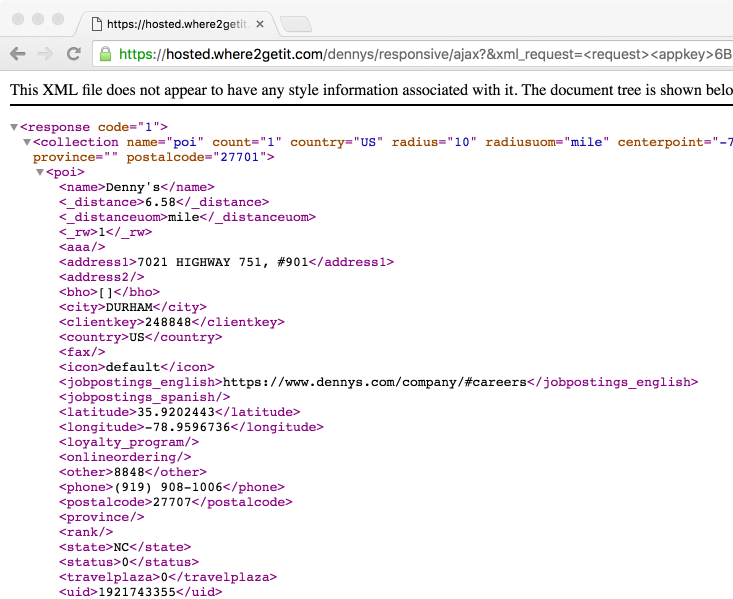 https://hosted.where2getit.
https://hosted.where2getit.com/dennys/responsive/ajax?&xml_request=<request><appkey>6B
This XML file does not appear to have any style information associated with it. The document tree is shown belo
<response code="1">
<collection name="poi" count="1" country="US" radius="10" radiusuom="mile" centerpoint="-7
province="" postalcode="27701">
<poi>
<name>Denny's</name>
<_distance>6.58</_distance>
<_distanceuom>mile</_distanceuom>
<_rw>1</_rw>
<aaa/>
<address1>7021 HIGHWAY 751, #901</address1>
<address2/>
<bho>[]</bho>
<city>DURHAM</city>
<clientkey>248848</clientkey>
<country>US</country>
<fax/>
<icon>default</icon>
<jobpostings_english>https://www.dennys.com/company/#careers</jobpostings_english>
<jobpostings_spanish/>
<latitude>35.9202443</latitude>
<longitude>-78.9596736</longitude>
<loyalty_program/>
<onlineordering/>
<other>8848</other>
<phone>(919) 908-1006</phone>
<postalcode>27707</postalcode>
<province/>
<rank/>
<state>NC</state>
<status>0</status>
<travelplaza>0</travelplaza>
<uid>1921743355</uid>